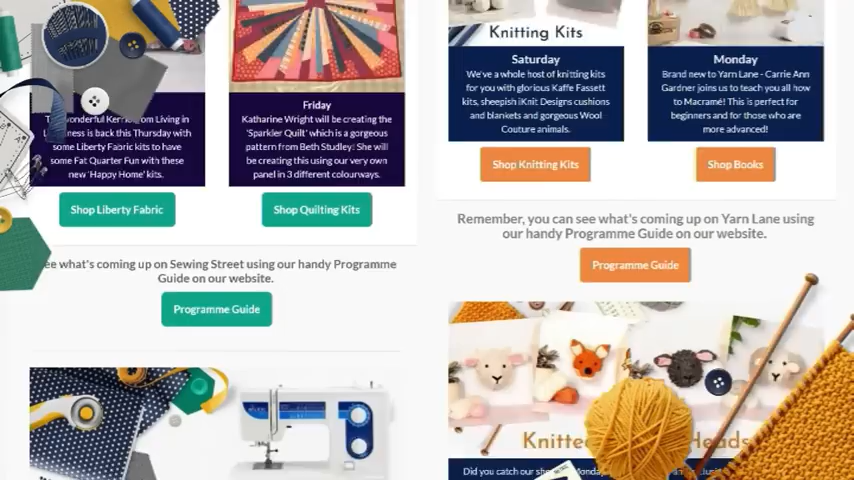 Friday
Katharine Wright will be creating the
'Sparkler Quilt' which is a gorgeous
pattern from Beth Studley! She will
be creating this using our very own
panel in 3 different colourways.
wonderful Kerr om Living in
is back this Thursday with
some Liberty Fabric kits to have
some Fat Quarter Fun with these
new 'Happy Home' kits.
Shop Liberty Fabric
Shop Quilting Kits
ee what's coming up on Sewing Street using our handy Programme
Guide on our website.
Programme Guide
Knitting Kits
Saturday
We've a whole host of knitting kits
for you with glorious Kaffe Fassett
kits, sheepish iKnit Designs cushions
and blankets and gorgeous Wool
Couture animals.
Shop Knitting Kits
Monday
Brand new to Yarn Lane - Carrie Ann
Gardner joins us to teach you all how
to Macramé! This is perfect for
beginners and for those who are
more advanced!
Shop Books
Remember, you can see what's coming up on Yarn Lane using
our handy Programme Guide on our website.
Programme Guide
Knitte Heads
Did you catch our sh Monday